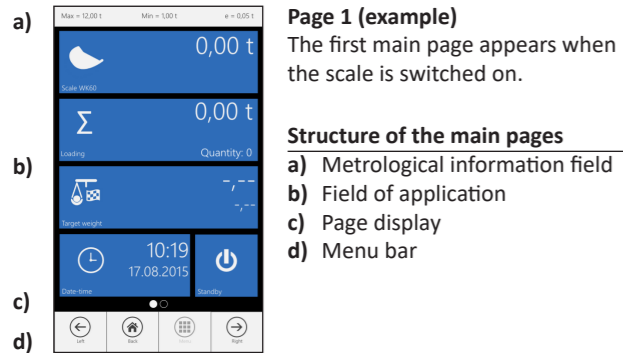 a)
Max = 12,00 t Min = 1,00 t e = 0,05 t
0,00 t
Scale WK60
Σ
0,00 t
Loading
Quantity: 0
b)
-,--
-,--
Target weight
10:19
17.08.2015
Date-time
Standby
c)
d)
Left Back Menu Right
Page 1 (example)
The first main page appears when
the scale is switched on.
Structure of the main pages
a) Metrological information field
b) Field of application
c) Page display
d) Menu bar